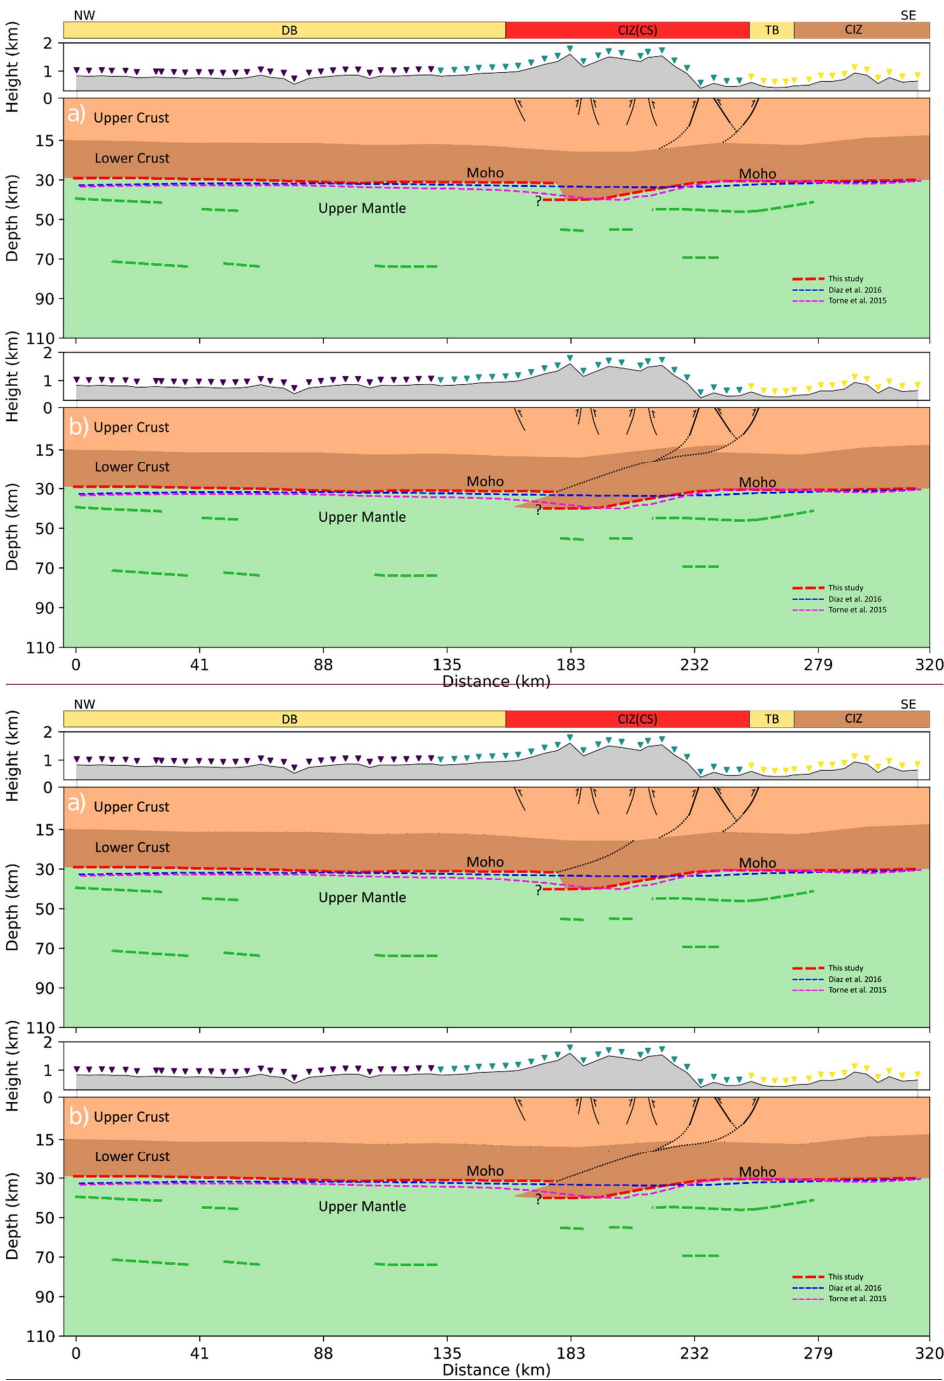 NW SE
DB CIZ(CS) TB CIZ
Height (km)
2
1
0
a)
Upper Crust
15
Lower Crust
Moho Moho
30
?
Upper Mantle
50
Depth (km)
70
This study
Diaz et al. 2016
90
Torne et al. 2015
110
Height (km)
2
1
0
b)
Upper Crust
15
Lower Crust
Moho Moho
30
?
Upper Mantle
50
Depth (km)
70
This study
Diaz et al. 2016
90
Torne et al. 2015
110
0 41 88 135 183 232 279 320
Distance (km)
NW SE
DB CIZ(CS) TB CIZ
Height (km)
2
1
0
a)
Upper Crust
15
Lower Crust
Moho Moho
30
?
Upper Mantle
50
Depth (km)
70
This study
Diaz et al. 2016
90
Torne et al. 2015
110
Height (km)
2
1
0
b)
Upper Crust
15
Lower Crust
Moho Moho
30
?
Upper Mantle
50
Depth (km)
70
This study
Diaz et al. 2016
90
Torne et al. 2015
110
0 41 88 135 183 232 279 320
Distance (km)